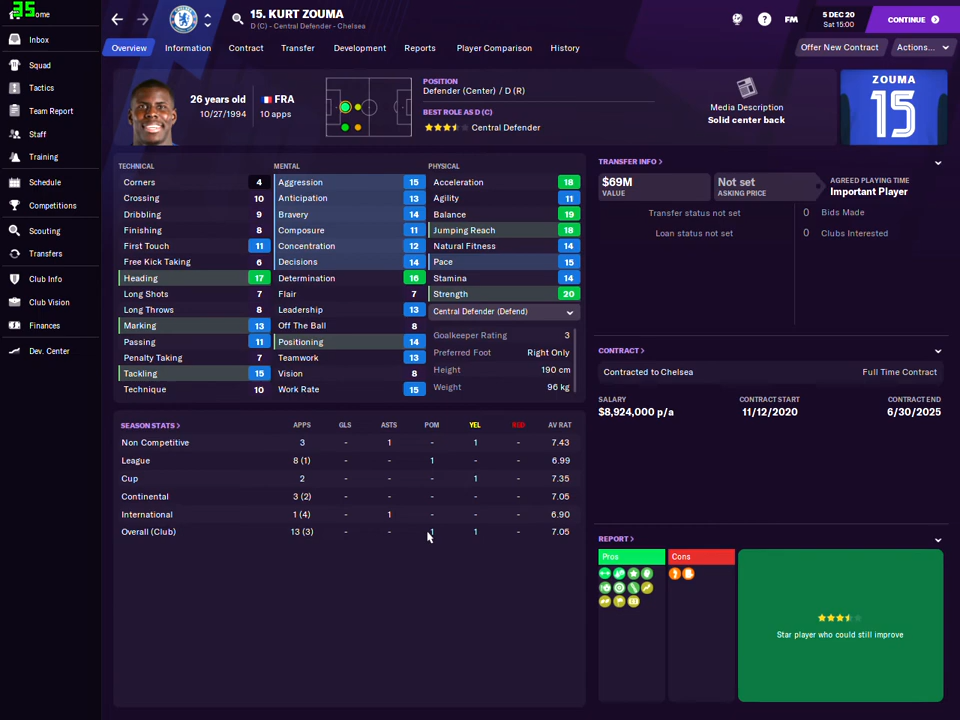 35
ome
15. KURT ZOUMA
D (C) - Central Defender - Chelsea
FM
5 DEC 20
Sat 15:00
CONTINUE
Overview
Information
Contract
Transfer
Development
Reports
Player Comparison
History
Offer New Contract
Actions...
Inbox
Squad
Tactics
Team Report
Staff
Training
Schedule
Competitions
Scouting
Transfers
Club Info
Club Vision
Finances
Dev. Center
26 years old
10/27/1994
FRA
10 apps
POSITION
Defender (Center) / D (R)
BEST ROLE AS D (C)
Central Defender
Media Description
Solid center back
ZOUMA
15
TECHNICAL
Corners 4
Crossing 10
Dribbling 9
Finishing 8
First Touch 11
Free Kick Taking 6
Heading 17
Long Shots 7
Long Throws 8
Marking 13
Passing 11
Penalty Taking 7
Tackling 15
Technique 10
MENTAL
Aggression 15
Anticipation 13
Bravery 14
Composure 11
Concentration 12
Decisions 14
Determination 16
Flair 7
Leadership 13
Off The Ball 8
Positioning 14
Teamwork 13
Vision 8
Work Rate 15
PHYSICAL
Acceleration 18
Agility 11
Balance 19
Jumping Reach 18
Natural Fitness 14
Pace 15
Stamina 14
Strength 20
Central Defender (Defend)
Goalkeeper Rating 3
Preferred Foot Right Only
Height 190 cm
Weight 96 kg
TRANSFER INFO >
$69M
VALUE
Not set
ASKING PRICE
AGREED PLAYING TIME
Important Player
Transfer status not set
Loan status not set
0 Bids Made
0 Clubs Interested
CONTRACT >
Contracted to Chelsea
Full Time Contract
SALARY
$8,924,000 p/a
CONTRACT START
11/12/2020
CONTRACT END
6/30/2025
SEASON STATS > APPS GLS ASTS POM YEL RED AV RAT
Non Competitive 3 - 1 - 1 - 7.43
League 8 (1) - - 1 - - 6.99
Cup 2 - - - 1 - 7.35
Continental 3 (2) - - - - - 7.05
International 1 (4) - 1 - - - 6.90
Overall (Club) 13 (3) - - 1 1 - 7.05
REPORT >
Pros
Cons
Star player who could still improve